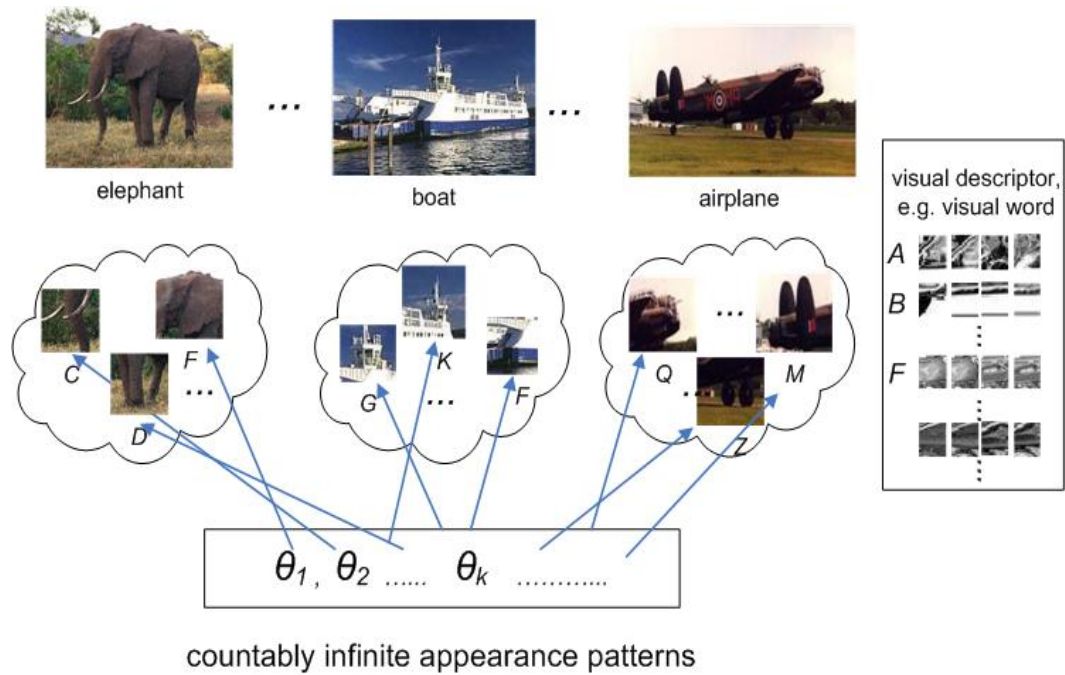 ...
...
elephant
boat
airplane
visual descriptor,
e.g. visual word
A
B
F
C
F
D
...
G
K
...
F
Q
...
M
...
Z
θ1, θ2 ...... θk ............
countably infinite appearance patterns